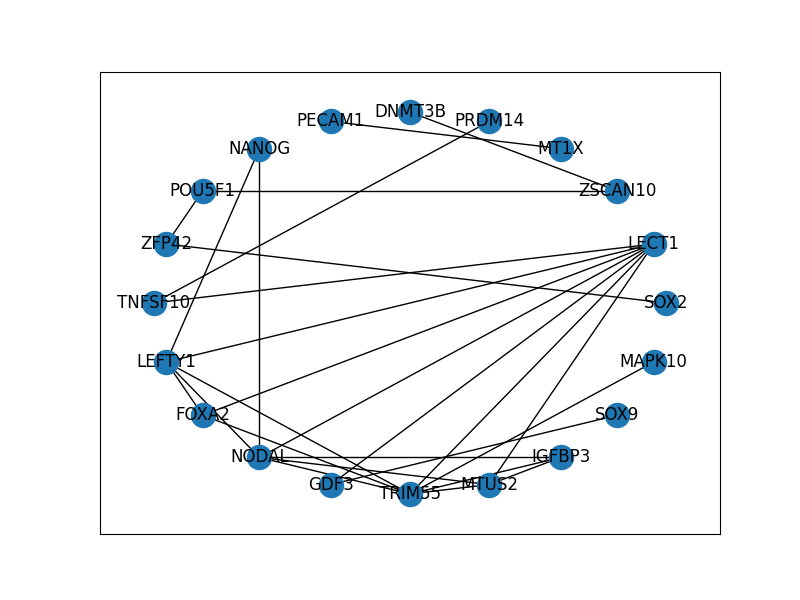 DNMT3B
PECAM1
PRDM14
NANOG
MT1X
POU5F1
ZSCAN10
ZFP42
LECT1
TNFSF10
SOX2
LEFTY1
MAPK10
FOXA2
SOX9
NODAL
IGFBP3
GDF3
MTUS2
TRIM55